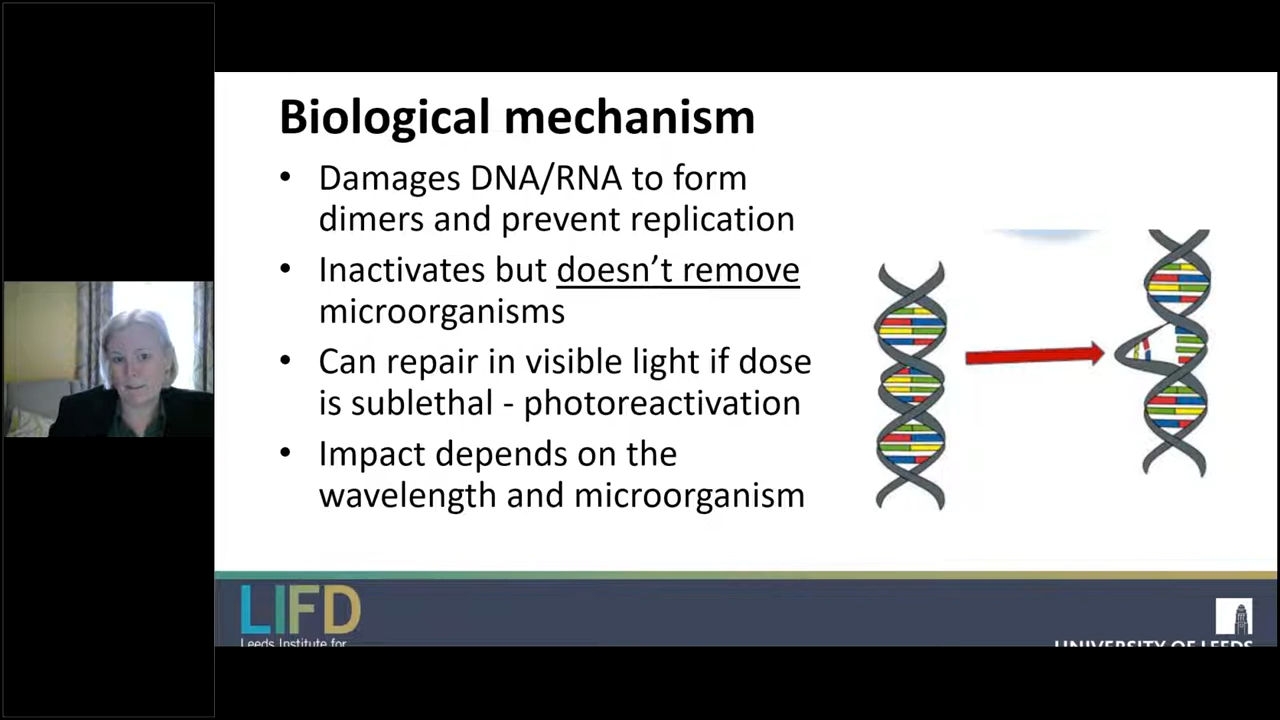 Biological mechanism
• Damages DNA/RNA to form
dimers and prevent replication
• Inactivates but doesn’t remove
microorganisms
• Can repair in visible light if dose
is sublethal - photoreactivation
• Impact depends on the
wavelength and microorganism
LIFD
Leeds Institute for
UNIVERSITY OF LEEDS